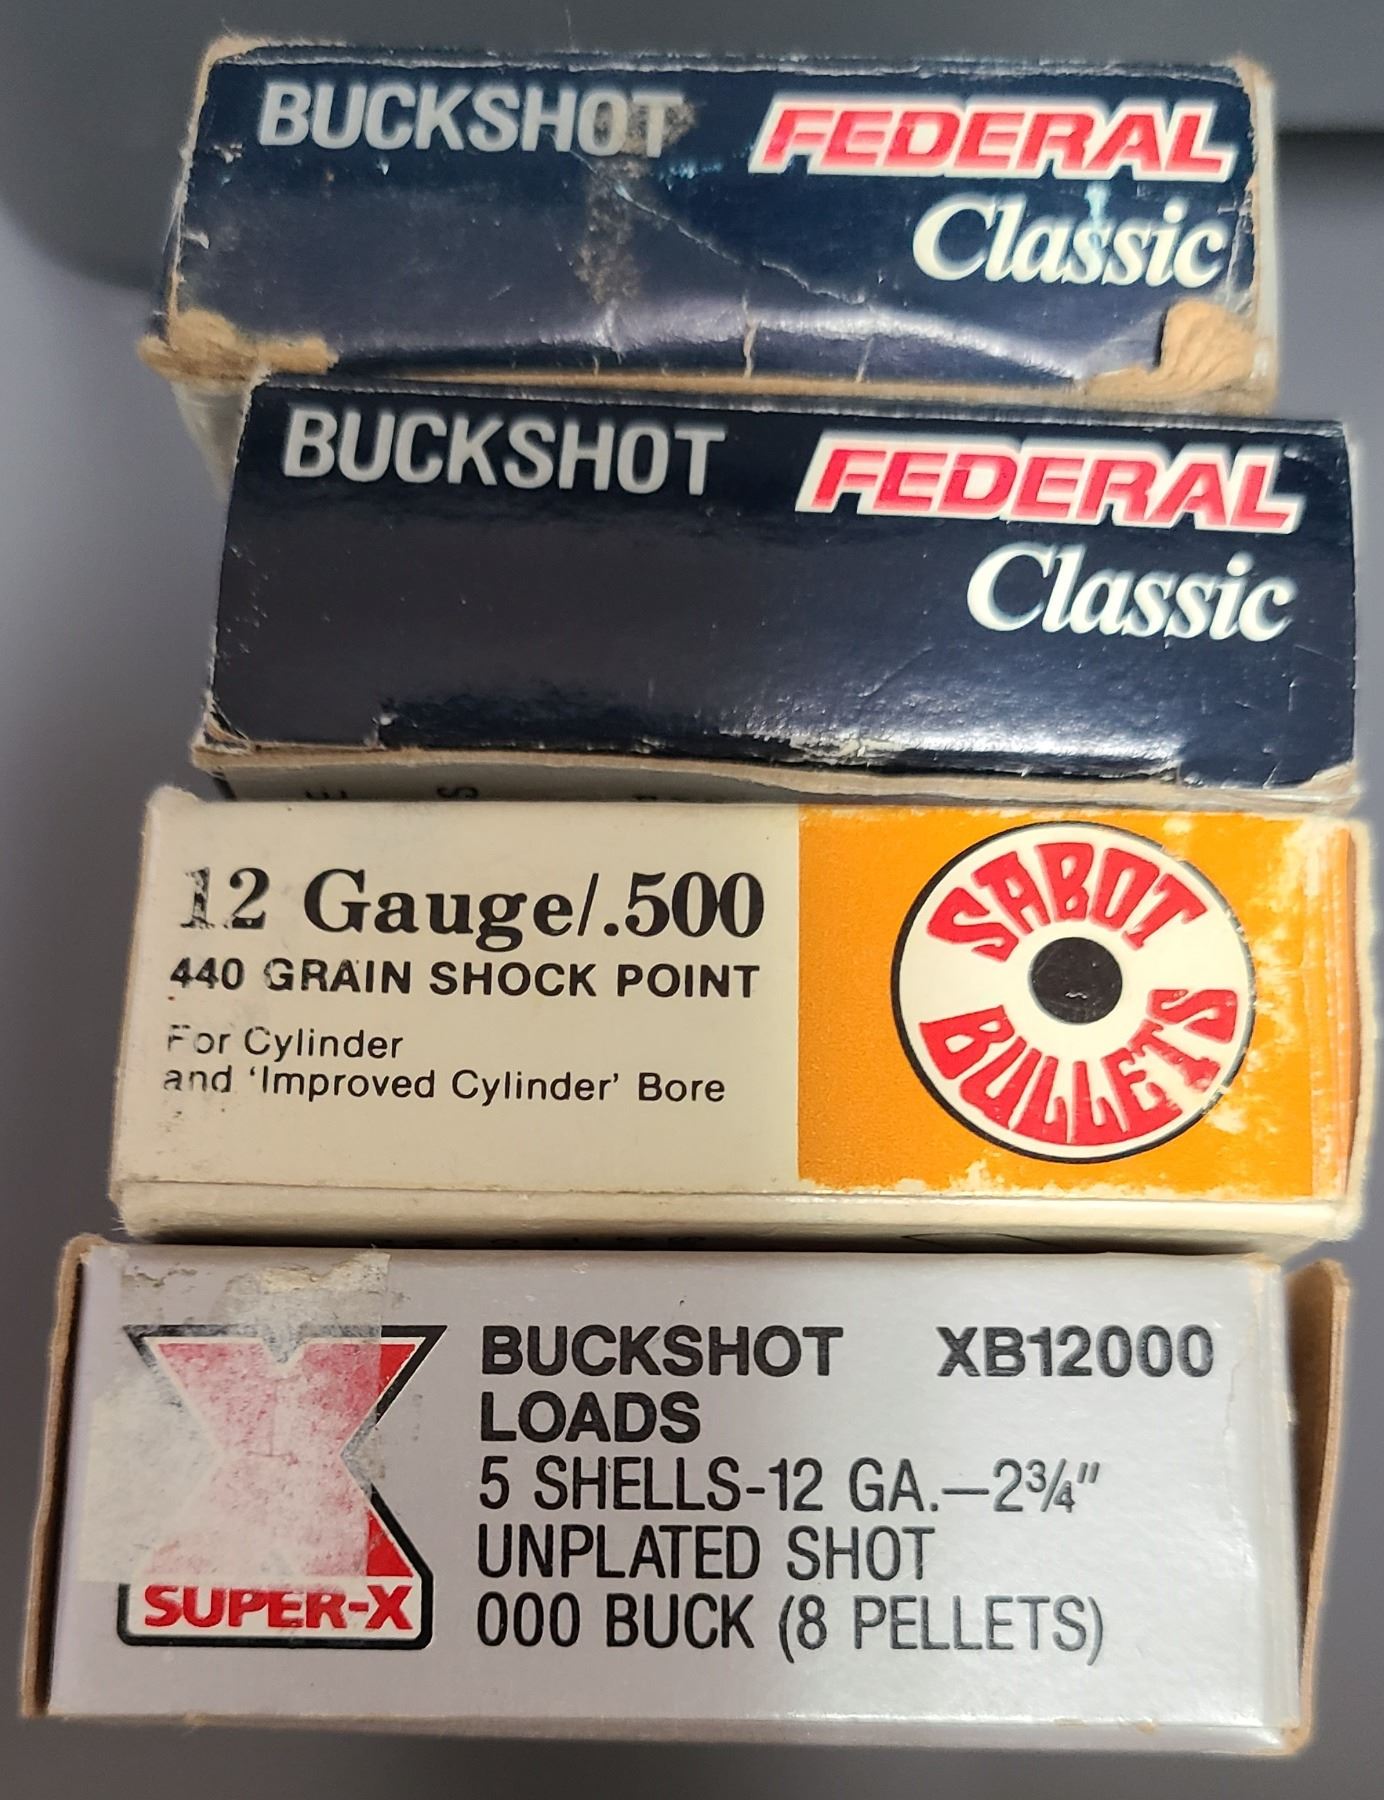 BUCKSHOT FEDERAL
Classic
BUCKSHOT FEDERAL
Classic
12 Gauge/.500
440 GRAIN SHOCK POINT
For Cylinder
and ‘Improved Cylinder’ Bore
SABOT
BULLETS
BUCKSHOT XB12000
LOADS
5 SHELLS-12 GA.—2¾"
UNPLATED SHOT
000 BUCK (8 PELLETS)
SUPER-X